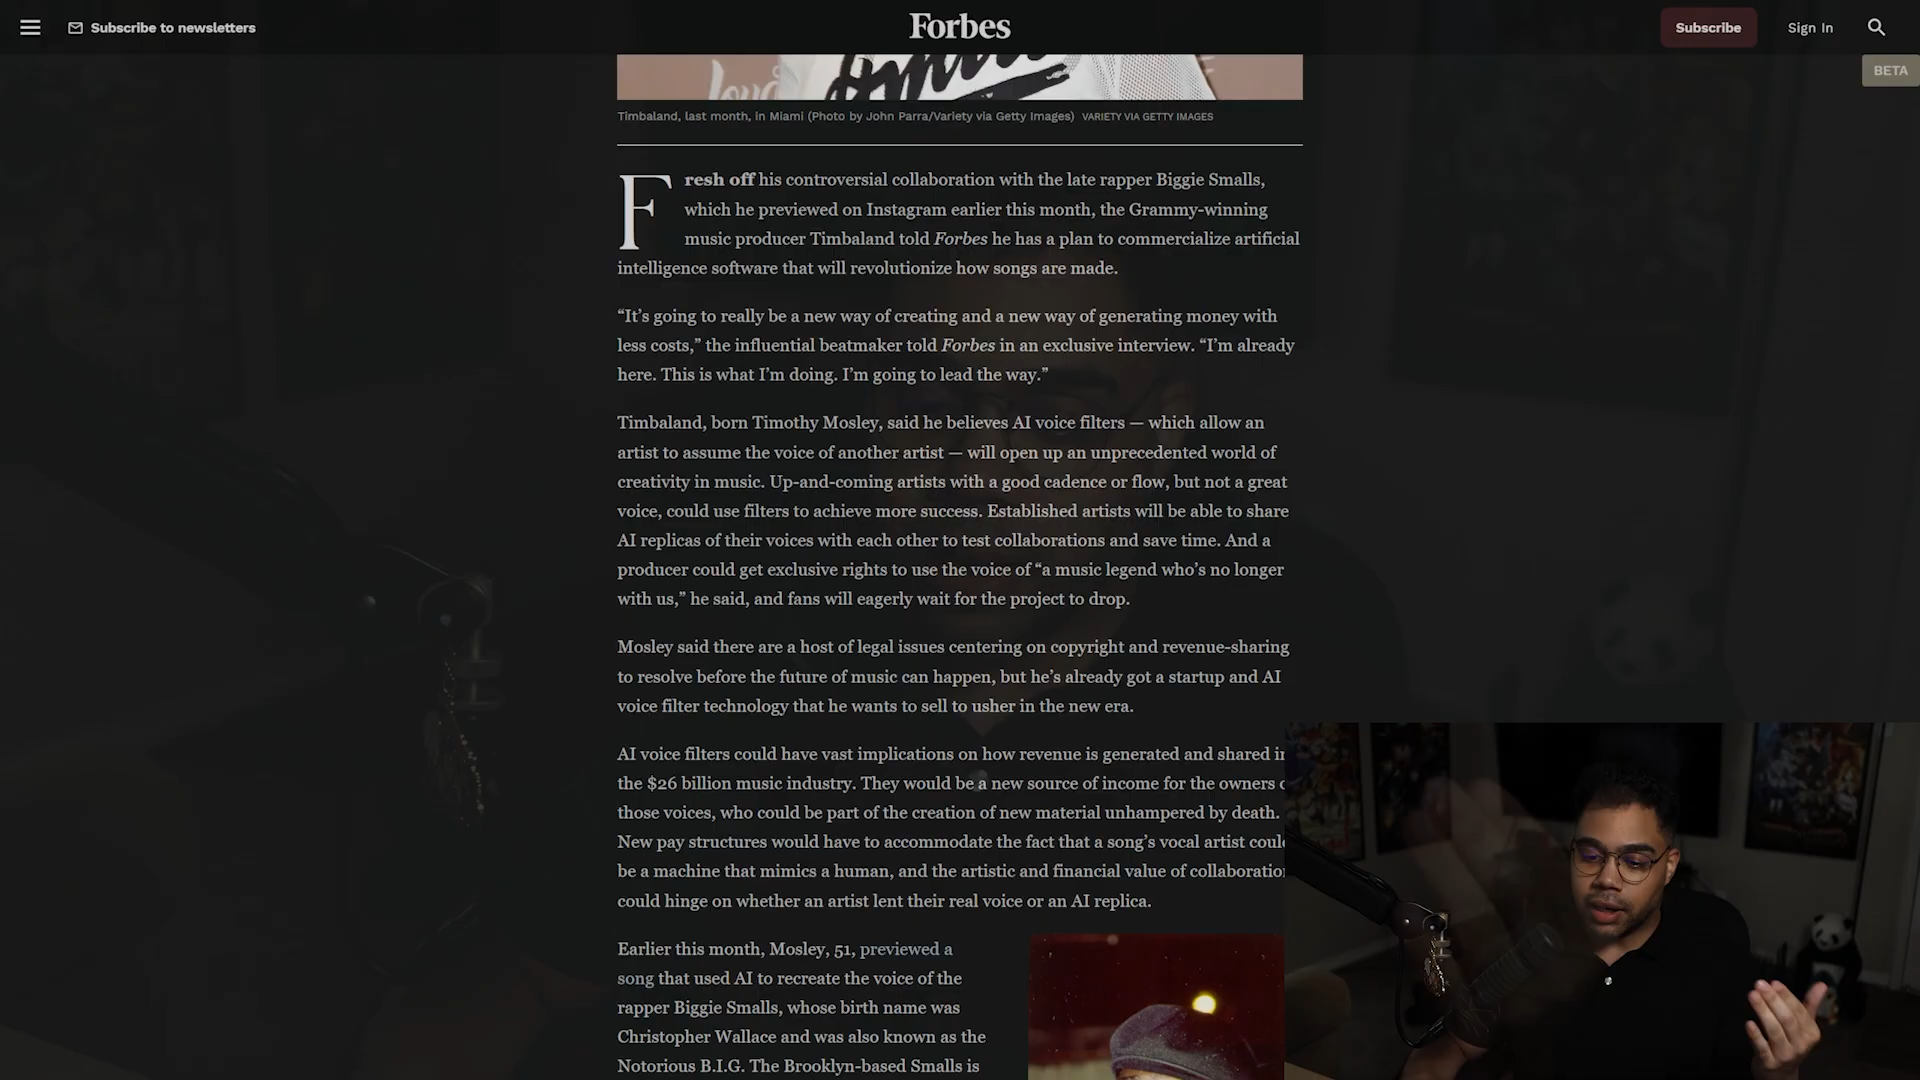 Subscribe to newsletters
Forbes
Subscribe
Sign In
BETA
Timbaland, last month, in Miami (Photo by John Parra/Variety via Getty Images) VARIETY VIA GETTY IMAGES
Fresh off his controversial collaboration with the late rapper Biggie Smalls,
which he previewed on Instagram earlier this month, the Grammy-winning
music producer Timbaland told Forbes he has a plan to commercialize artificial
intelligence software that will revolutionize how songs are made.
“It’s going to really be a new way of creating and a new way of generating money with
less costs,” the influential beatmaker told Forbes in an exclusive interview. “I’m already
here. This is what I’m doing. I’m going to lead the way.”
Timbaland, born Timothy Mosley, said he believes AI voice filters — which allow an
artist to assume the voice of another artist — will open up an unprecedented world of
creativity in music. Up-and-coming artists with a good cadence or flow, but not a great
voice, could use filters to achieve more success. Established artists will be able to share
AI replicas of their voices with each other to test collaborations and save time. And a
producer could get exclusive rights to use the voice of “a music legend who’s no longer
with us,” he said, and fans will eagerly wait for the project to drop.
Mosley said there are a host of legal issues centering on copyright and revenue-sharing
to resolve before the future of music can happen, but he’s already got a startup and AI
voice filter technology that he wants to sell to usher in the new era.
AI voice filters could have vast implications on how revenue is generated and shared in
the $26 billion music industry. They would be a new source of income for the owners
those voices, who could be part of the creation of new material unhampered by death.
New pay structures would have to accommodate the fact that a song’s vocal artist could
be a machine that mimics a human, and the artistic and financial value of collaboration
could hinge on whether an artist lent their real voice or an AI replica.
Earlier this month, Mosley, 51, previewed a
song that used AI to recreate the voice of the
rapper Biggie Smalls, whose birth name was
Christopher Wallace and was also known as the
Notorious B.I.G. The Brooklyn-based Smalls is